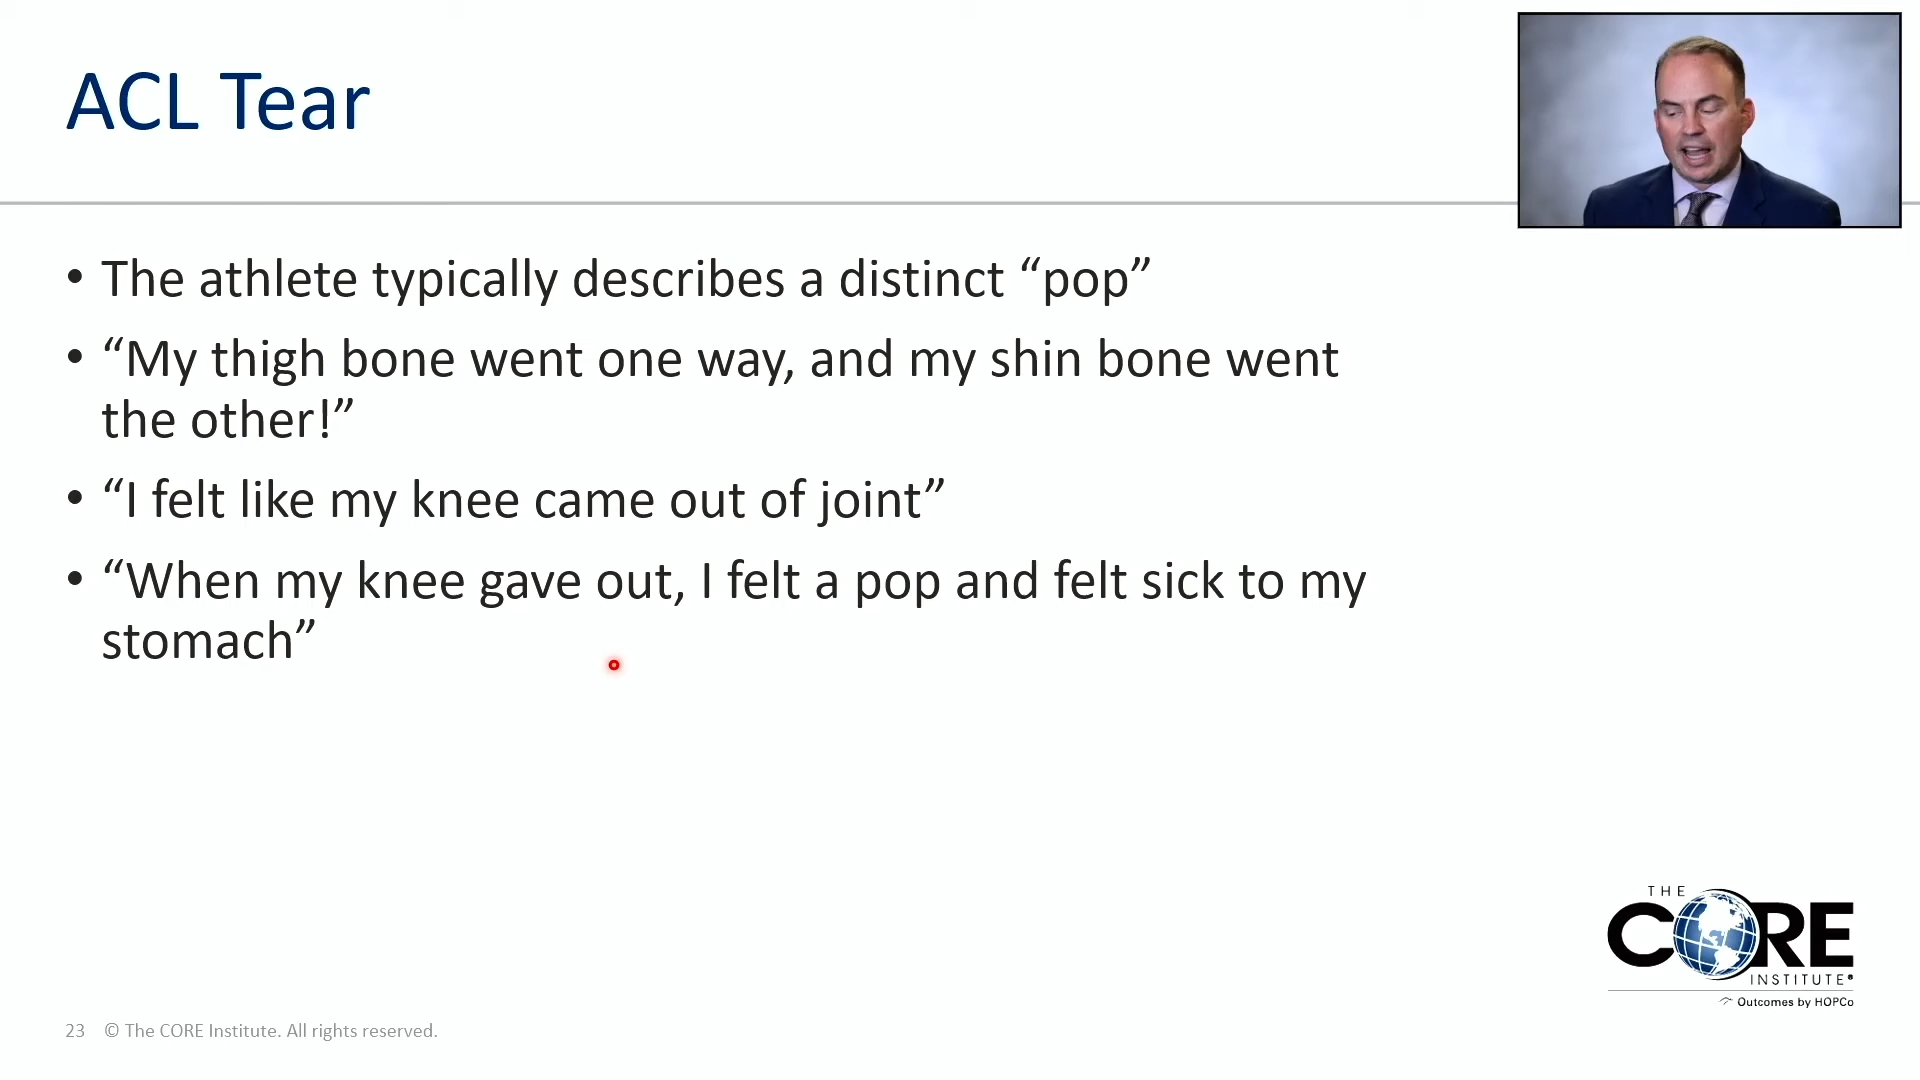 ACL Tear
• The athlete typically describes a distinct “pop”
• “My thigh bone went one way, and my shin bone went
the other!”
• “I felt like my knee came out of joint”
• “When my knee gave out, I felt a pop and felt sick to my
stomach”
THE
CORE
INSTITUTE®
Outcomes by HOPCo
23 © The CORE Institute. All rights reserved.